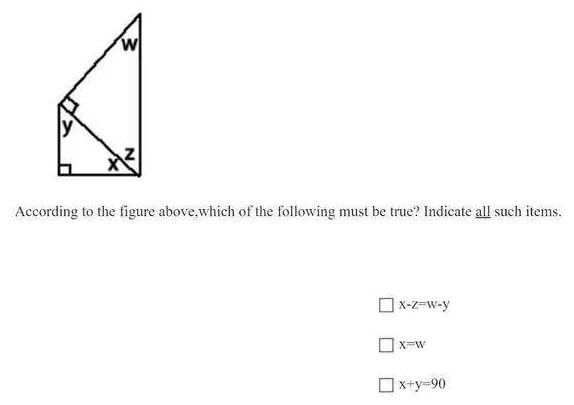 w
y
x z
According to the figure above,which of the following must be true? Indicate all such items.
x-z=w-y
x=w
x+y=90